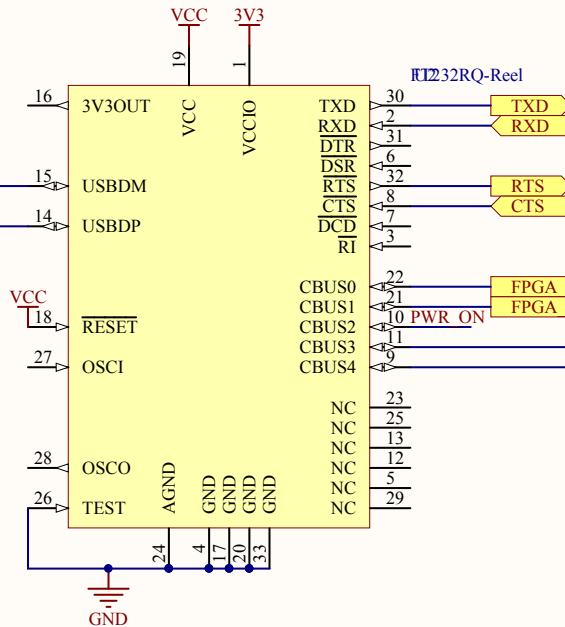 VCC 3V3
19 1
FT232RQ-Reel
16 3V3OUT VCC VCCIO TXD 30 TXD
RXD 2 RXD
DTR 31
DSR 6
15 USBDM RTS 32 RTS
CTS 8 CTS
14 USBDP DCD 7
RI 3
CBUS0 22 FPGA
VCC CBUS1 21 FPGA
18 RESET CBUS2 10 PWR_ON
CBUS3 11
27 OSCI CBUS4 9
NC 23
NC 25
NC 13
28 OSCO NC 12
NC 5
26 TEST AGND GND GND GND GND NC 29
24 4 17 20 33
GND